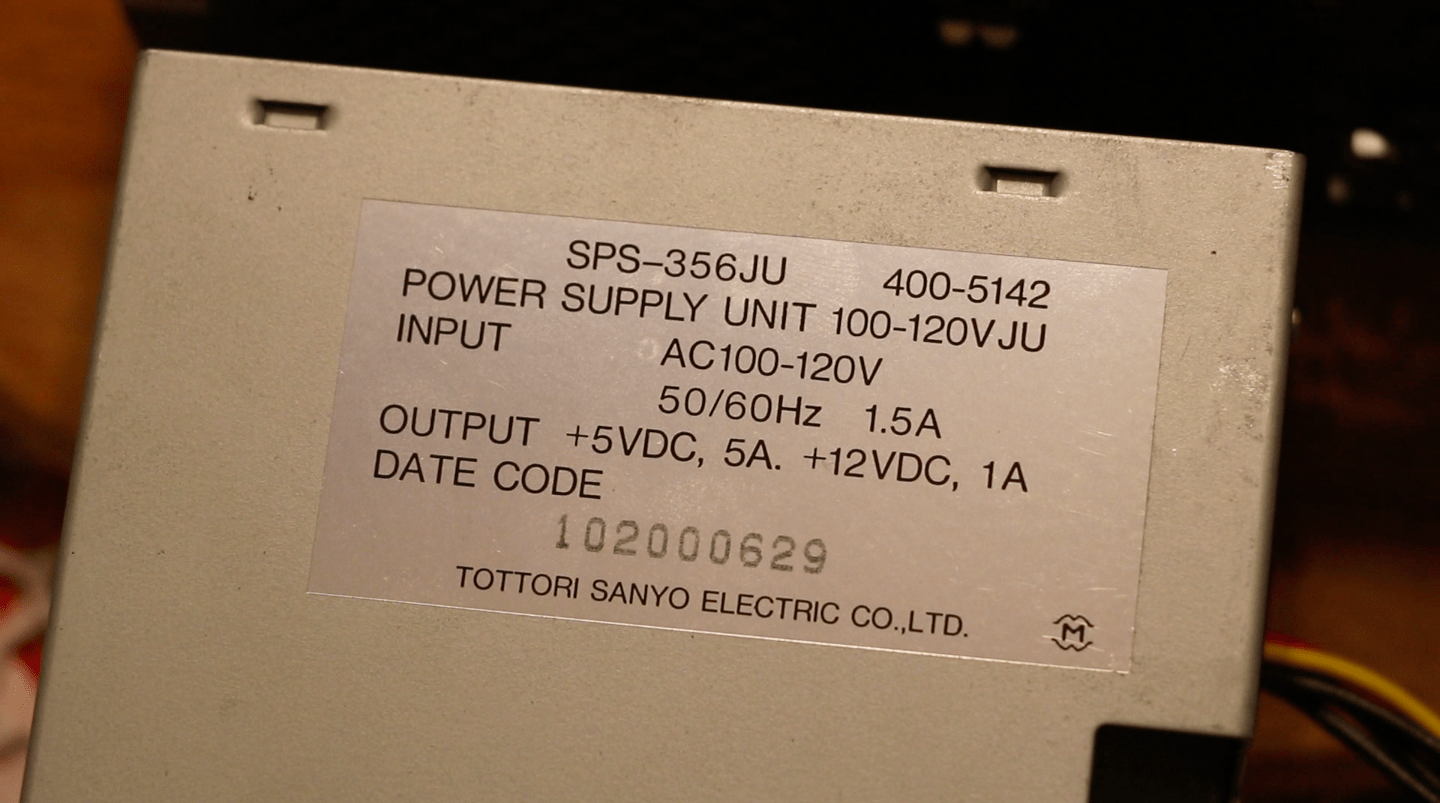 SPS-356JU 400-5142
POWER SUPPLY UNIT 100-120VJU
INPUT AC100-120V
50/60Hz 1.5A
OUTPUT +5VDC, 5A. +12VDC, 1A
DATE CODE
102000629
TOTTORI SANYO ELECTRIC CO.,LTD.
M